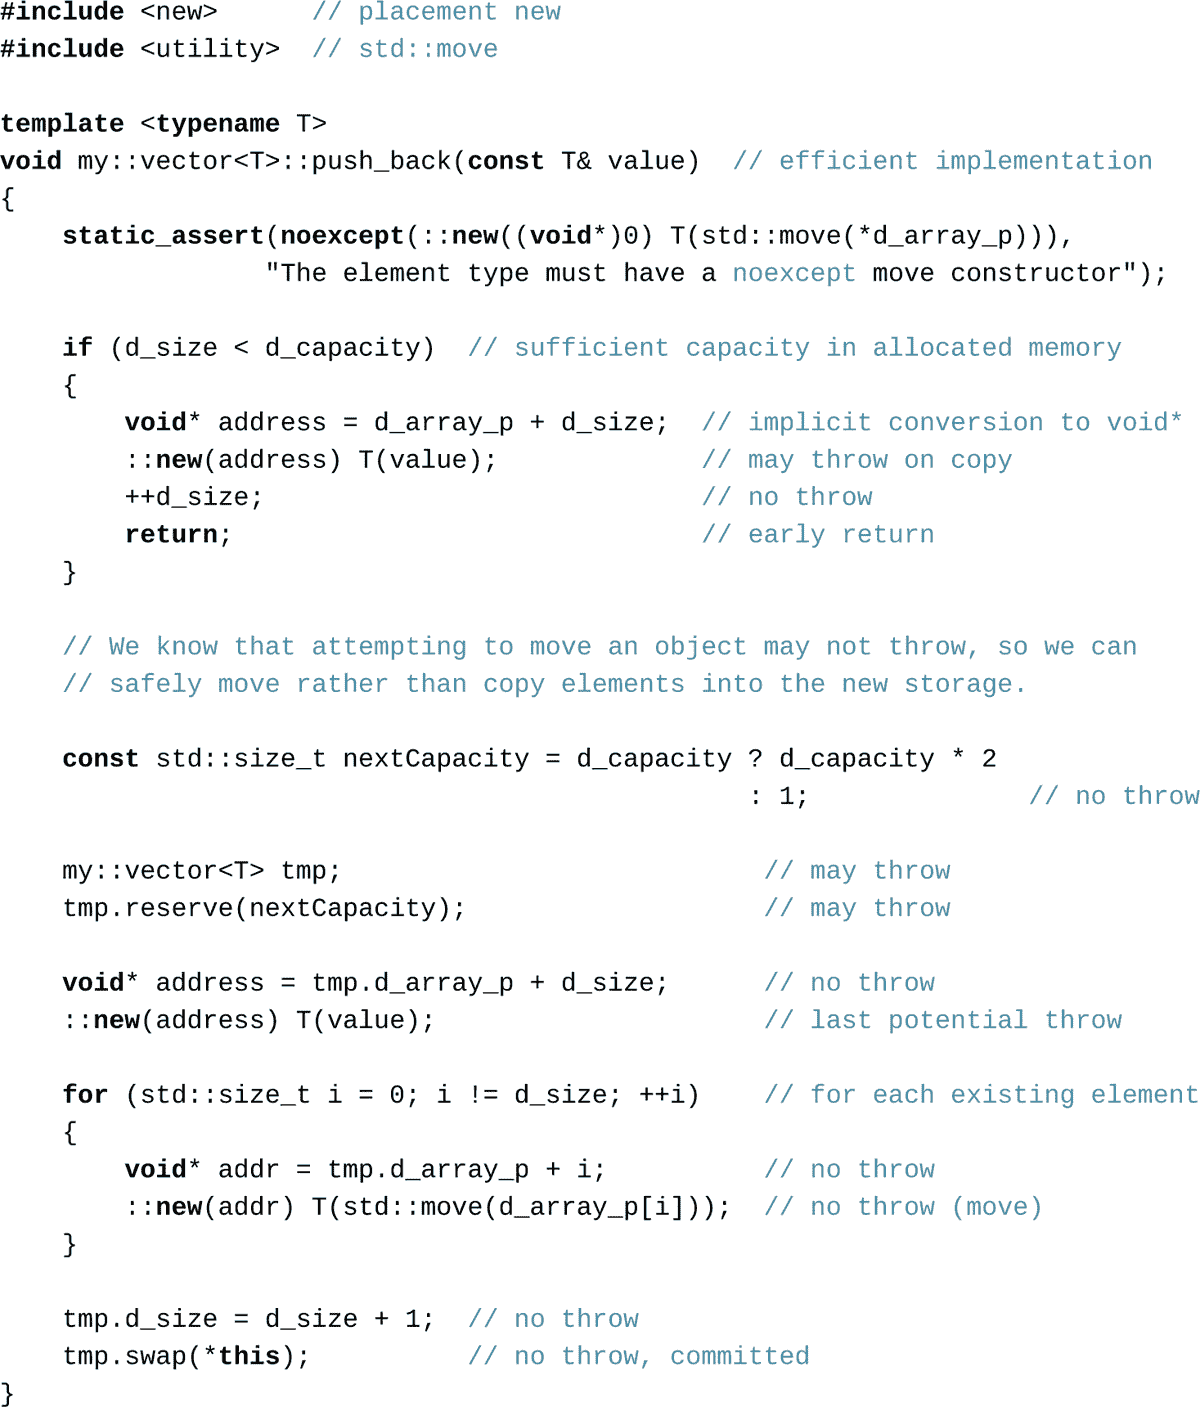 #include <new>      // placement new
#include <utility>  // std::move

template <typename T>
void my::vector<T>::push_back(const T& value)  // efficient implementation
{
    static_assert(noexcept(::new((void*)0) T(std::move(*d_array_p))),
                 "The element type must have a noexcept move constructor");

    if (d_size < d_capacity)  // sufficient capacity in allocated memory
    {
        void* address = d_array_p + d_size;  // implicit conversion to void*
        ::new(address) T(value);             // may throw on copy
        ++d_size;                            // no throw
        return;                              // early return
    }

    // We know that attempting to move an object may not throw, so we can
    // safely move rather than copy elements into the new storage.

    const std::size_t nextCapacity = d_capacity ? d_capacity * 2
                                                : 1;              // no throw

    my::vector<T> tmp;                           // may throw
    tmp.reserve(nextCapacity);                   // may throw

    void* address = tmp.d_array_p + d_size;      // no throw
    ::new(address) T(value);                     // last potential throw

    for (std::size_t i = 0; i != d_size; ++i)    // for each existing element
    {
        void* addr = tmp.d_array_p + i;          // no throw
        ::new(addr) T(std::move(d_array_p[i]));  // no throw (move)
    }

    tmp.d_size = d_size + 1;  // no throw
    tmp.swap(*this);          // no throw, committed
}